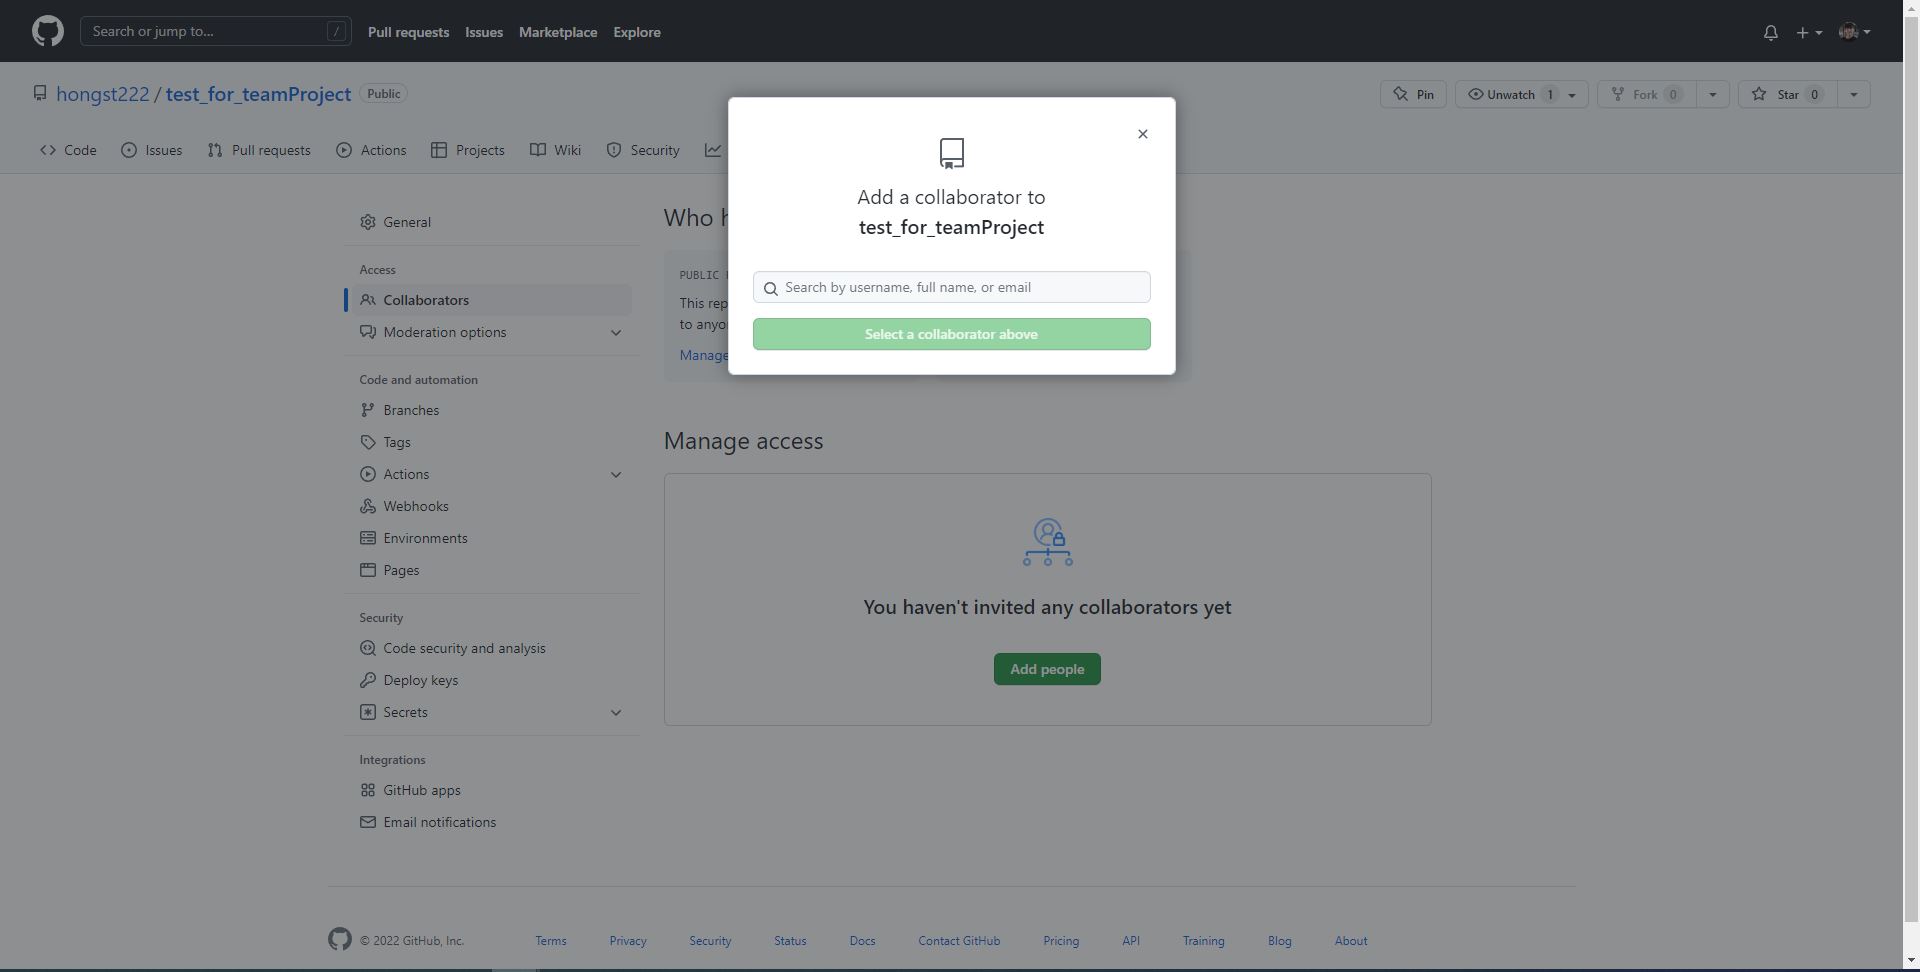 Search or jump to... /
Pull requests Issues Marketplace Explore
hongst222 / test_for_teamProject Public
Pin Unwatch 1 Fork 0 Star 0
Code Issues Pull requests Actions Projects Wiki Security
Add a collaborator to
test_for_teamProject
Search by username, full name, or email
Select a collaborator above
General
Access
Collaborators
Moderation options
Code and automation
Branches
Tags
Actions
Webhooks
Environments
Pages
Security
Code security and analysis
Deploy keys
Secrets
Integrations
GitHub apps
Email notifications
Who
PUBLIC
This rep
to anyo
Manage
Manage access
You haven't invited any collaborators yet
Add people
© 2022 GitHub, Inc. Terms Privacy Security Status Docs Contact GitHub Pricing API Training Blog About